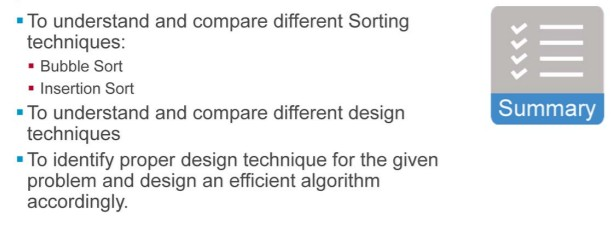 To understand and compare different Sorting
techniques:
Bubble Sort
Insertion Sort
To understand and compare different design
techniques
To identify proper design technique for the given
problem and design an efficient algorithm
accordingly.
Summary